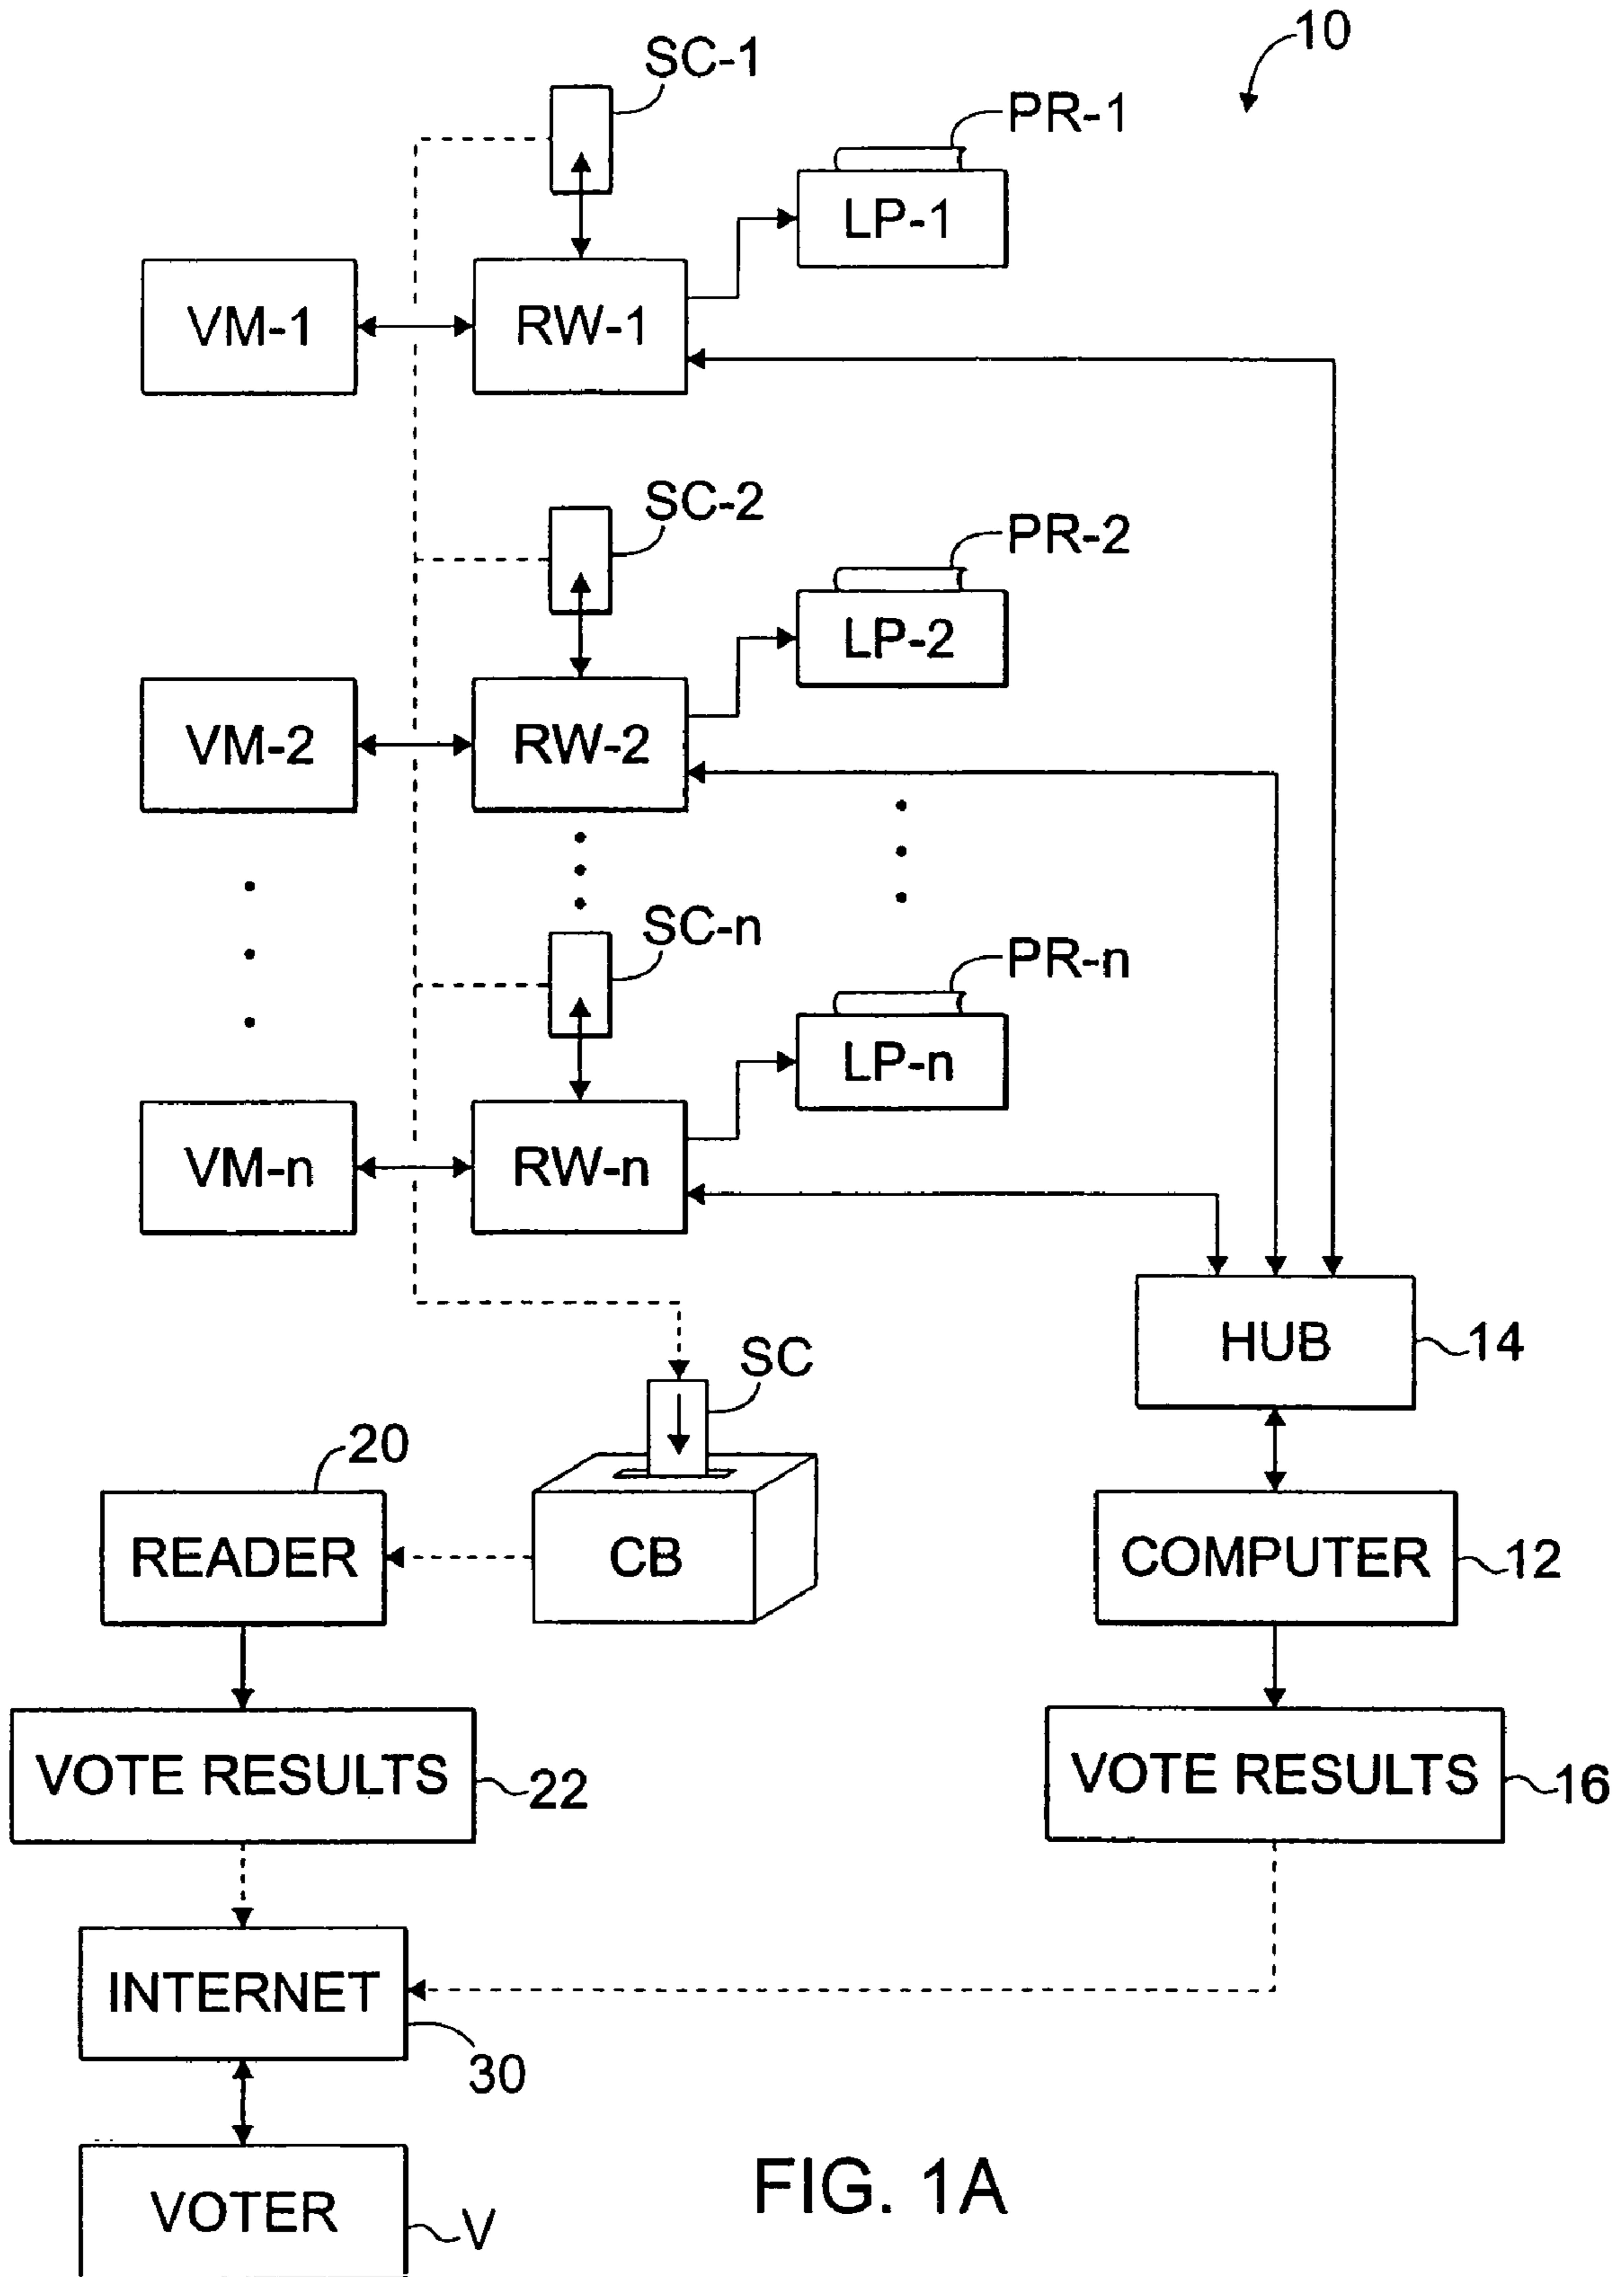 10
SC-1
PR-1
LP-1
VM-1
RW-1
SC-2
PR-2
LP-2
VM-2
RW-2
SC-n
PR-n
LP-n
VM-n
RW-n
HUB
14
SC
20
READER
CB
COMPUTER
12
VOTE RESULTS
22
VOTE RESULTS
16
INTERNET
30
VOTER
V
FIG. 1A